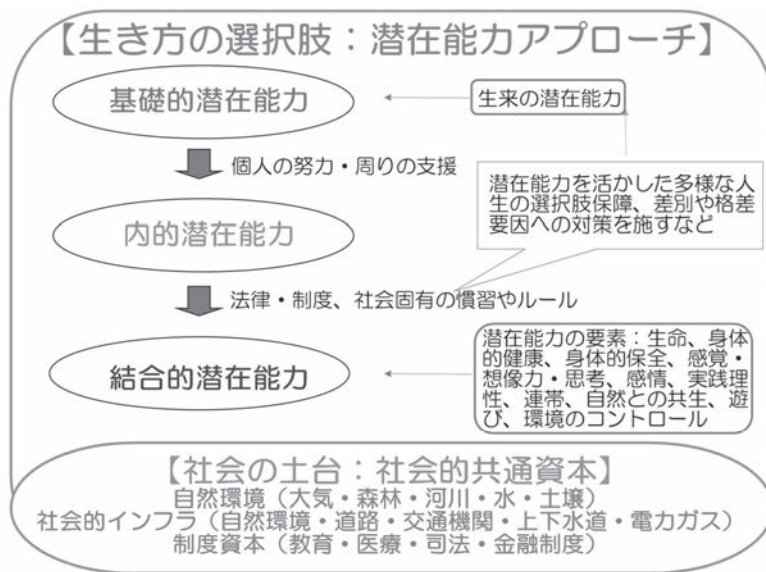 【生き方の選択肢：潜在能力アプローチ】
基礎的潜在能力
生来の潜在能力
個人の努力・周りの支援
潜在能力を活かした多様な人
生の選択肢保障、差別や格差
要因への対策を施すなど
内的潜在能力
法律・制度、社会固有の慣習やルール
結合的潜在能力
潜在能力の要素：生命、身体
的健康、身体的保全、感覚・
想像力・思考、感情、実践理
性、連帯、自然との共生、遊
び、環境のコントロール
【社会の土台：社会的共通資本】
自然環境（大気・森林・河川・水・土壌）
社会的インフラ（自然環境・道路・交通機関・上下水道・電力ガス）
制度資本（教育・医療・司法・金融制度）